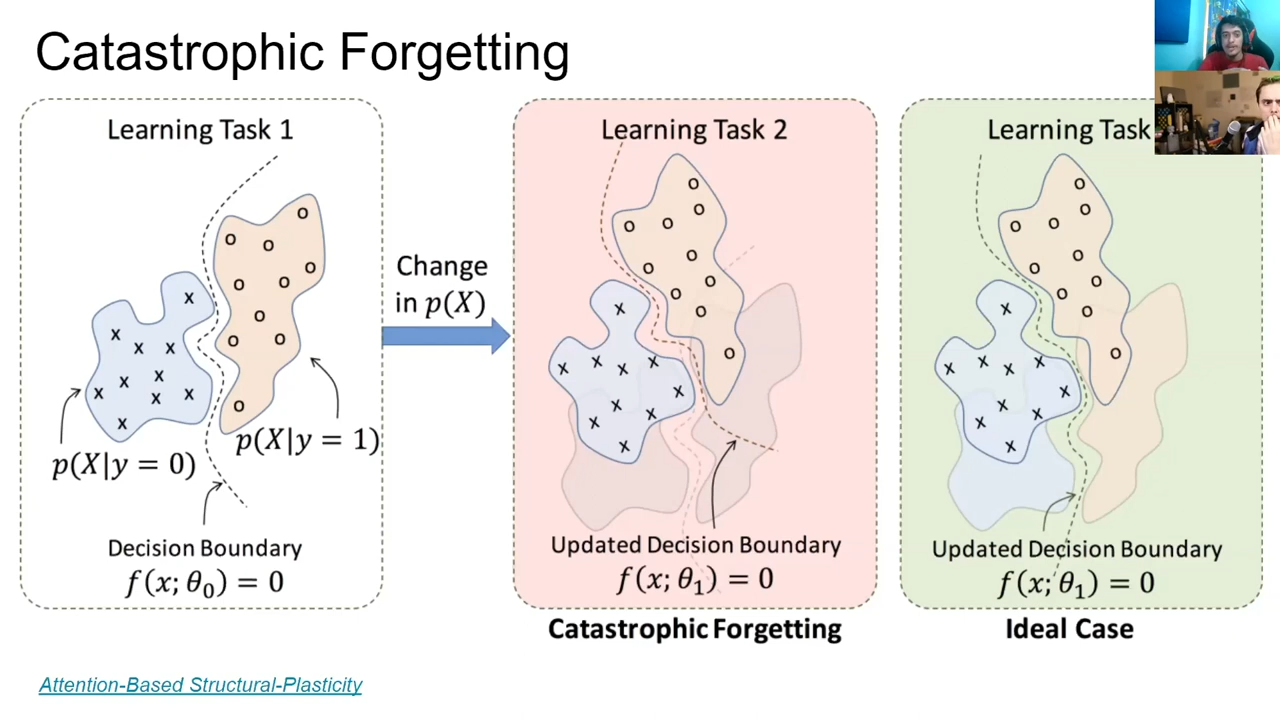 Catastrophic Forgetting
Learning Task 1
p(X|y = 0)
p(X|y = 1)
Decision Boundary
f(x; θ₀) = 0
Change
in p(X)
Learning Task 2
Updated Decision Boundary
f(x; θ₁) = 0
Catastrophic Forgetting
Learning Task
Updated Decision Boundary
f(x; θ₁) = 0
Ideal Case
Attention-Based Structural-Plasticity